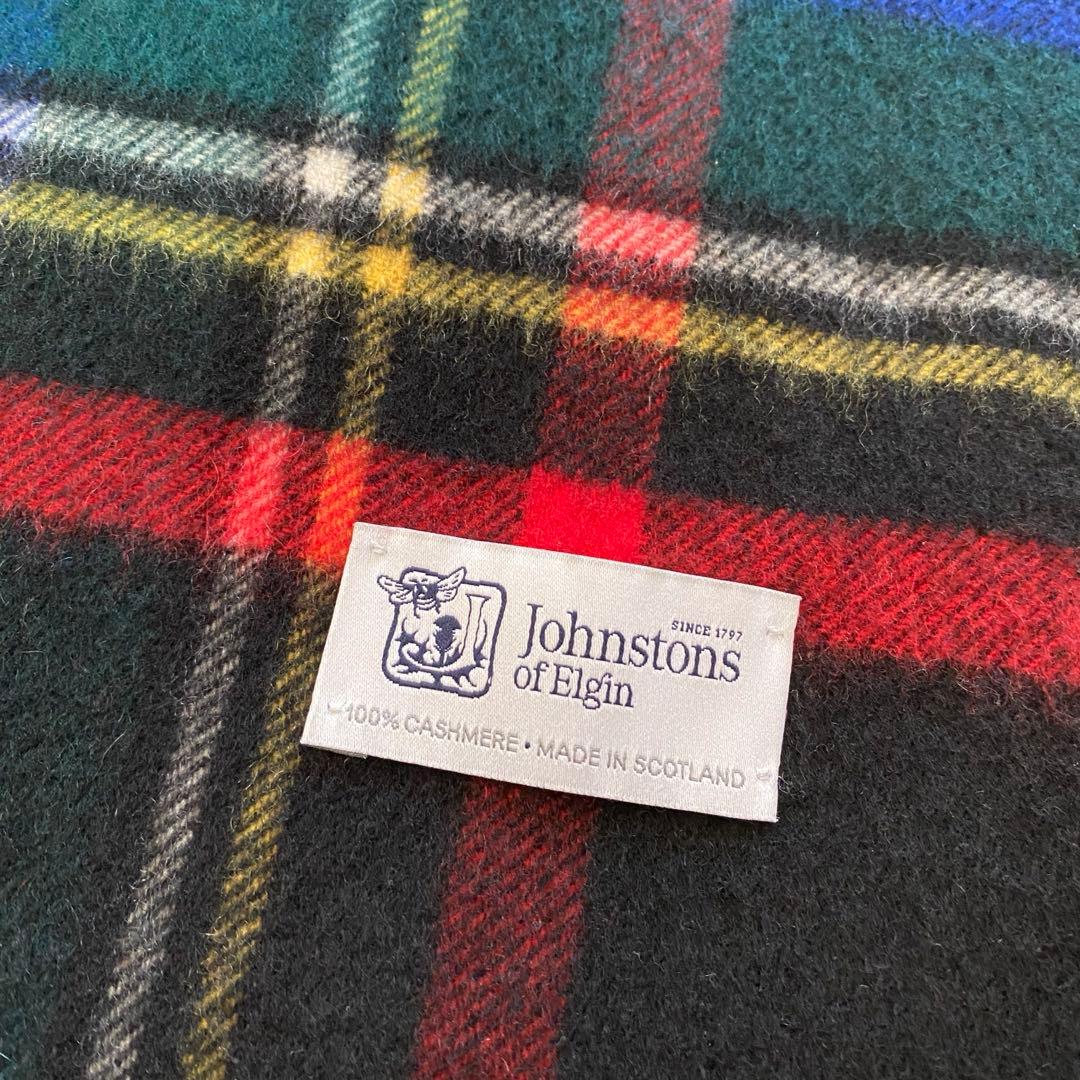 SINCE 1797
Johnstons
of Elgin
100% CASHMERE • MADE IN SCOTLAND